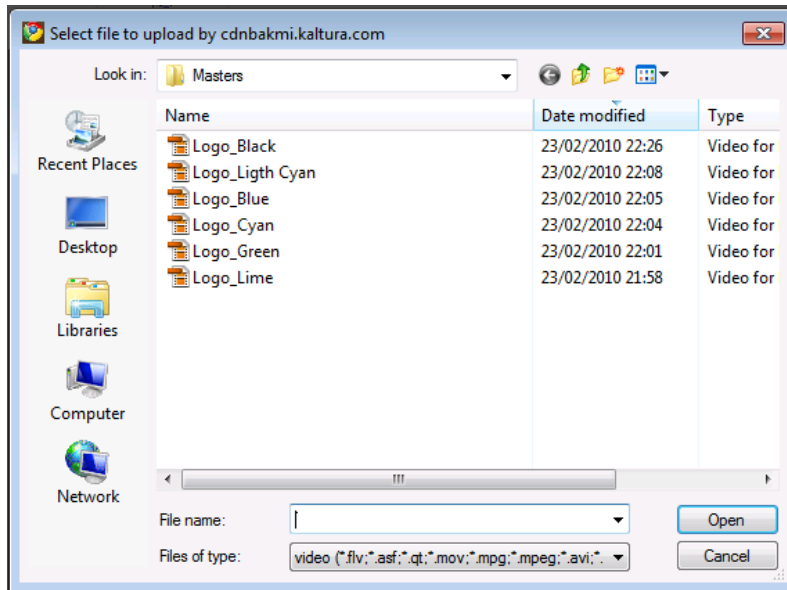 Select file to upload by cdnbakmi.kaltura.com
Look in: Masters
Name Date modified Type
Logo_Black 23/02/2010 22:26 Video for
Logo_Ligth Cyan 23/02/2010 22:08 Video for
Logo_Blue 23/02/2010 22:05 Video for
Logo_Cyan 23/02/2010 22:04 Video for
Logo_Green 23/02/2010 22:01 Video for
Logo_Lime 23/02/2010 21:58 Video for
Recent Places
Desktop
Libraries
Computer
Network
File name: Open
Files of type: video (*.flv;*.asf;*.qt;*.mov;*.mpg;*.mpeg;*.avi;*. Cancel